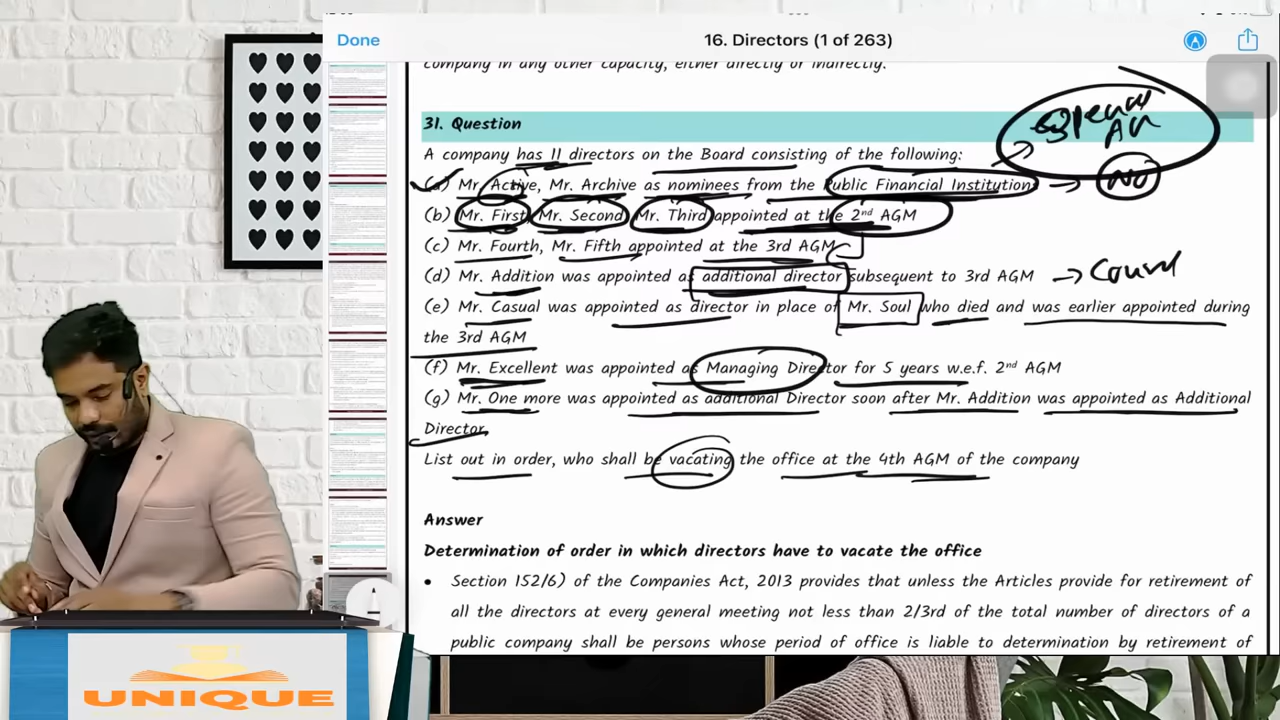 Done
16. Directors (1 of 263)
company in any other capacity, either direct or indirectly.
31. Question
A company has 11 directors on the Board consisting of the following:
Mr. Active, Mr. Archive as nominees Public Financial Institution
No
(b) Mr. First Mr. Second, Mr. Third appointed at the 2nd AGM
(c) Mr. Fourth, Mr. Fifth appointed at the 3rd AGM
(d) Mr. Addition was appointed as additional director subsequent to 3rd AGM
(e) Mr. Casual was appointed as director in place of Mr. Soul who died and was earlier appointed during
the 3rd AGM
(f) Mr. Excellent was appointed as Managing Director for 5 years w.e.f. 2nd AGM
(g) Mr. One more was appointed as additional Director soon after Mr. Addition was appointed as Additional
Director.
List out in order, who shall be vacating their office at the 4th AGM of the company
Answer
Determination of order in which directors have to vacate the office
• Section 152/6) of the Companies Act, 2013 provides that unless the Articles provide for retirement of
all the directors at every general meeting not less than 2/3rd of the total number of directors of a
public company shall be persons whose period of office is liable to determination by retirement of
UNIQUE